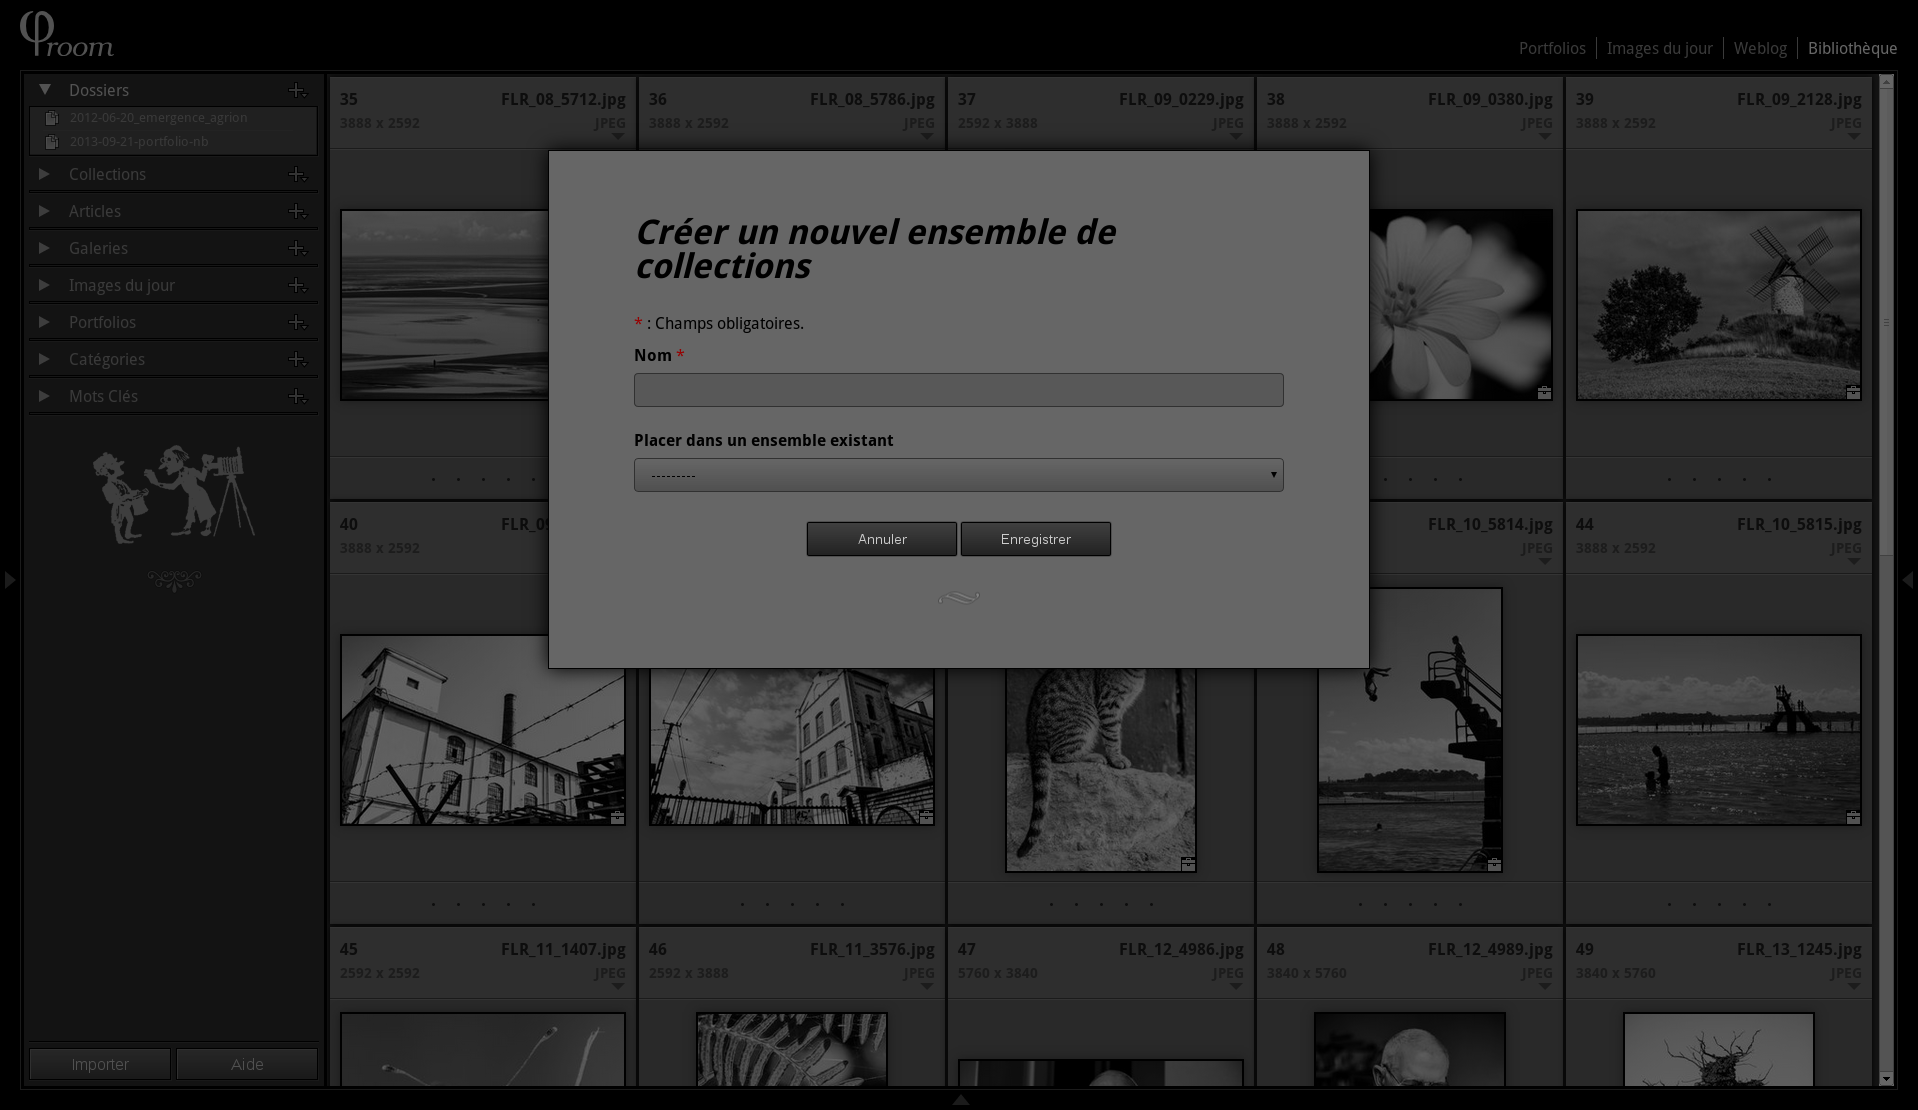 φroom
Portfolios
Images du jour
Weblog
Bibliothèque
Dossiers
2012-06-20_emergence_agrion
2013-09-21-portfolio-nb
Collections
Articles
Galeries
Images du jour
Portfolios
Catégories
Mots Clés
Importer
Aide
35 FLR_08_5712.jpg
3888 x 2592 JPEG
36 FLR_08_5786.jpg
3888 x 2592 JPEG
37 FLR_09_0229.jpg
2592 x 3888 JPEG
38 FLR_09_0380.jpg
3888 x 2592 JPEG
39 FLR_09_2128.jpg
3888 x 2592 JPEG
Créer un nouvel ensemble de
collections
* : Champs obligatoires.
Nom *
Placer dans un ensemble existant
---------
Annuler
Enregistrer
40 FLR_09
3888 x 2592
FLR_10_5814.jpg
JPEG
44 FLR_10_5815.jpg
3888 x 2592 JPEG
45 FLR_11_1407.jpg
2592 x 2592 JPEG
46 FLR_11_3576.jpg
2592 x 3888 JPEG
47 FLR_12_4986.jpg
5760 x 3840 JPEG
48 FLR_12_4989.jpg
3840 x 5760 JPEG
49 FLR_13_1245.jpg
3840 x 5760 JPEG